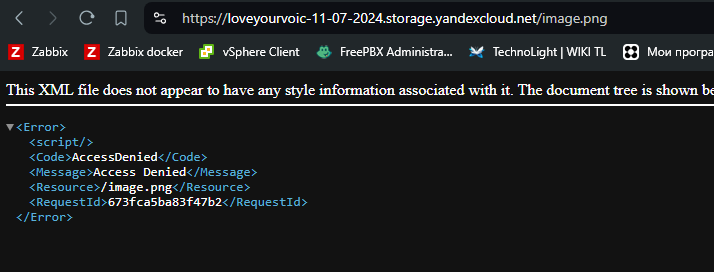 https://loveyourvoic-11-07-2024.storage.yandexcloud.net/image.png
Z Zabbix Z Zabbix docker vSphere Client FreePBX Administra... TechnoLight | WIKI TL Мои програ
This XML file does not appear to have any style information associated with it. The document tree is shown be
▼<Error>
<script/>
<Code>AccessDenied</Code>
<Message>Access Denied</Message>
<Resource>/image.png</Resource>
<RequestId>673fca5ba83f47b2</RequestId>
</Error>